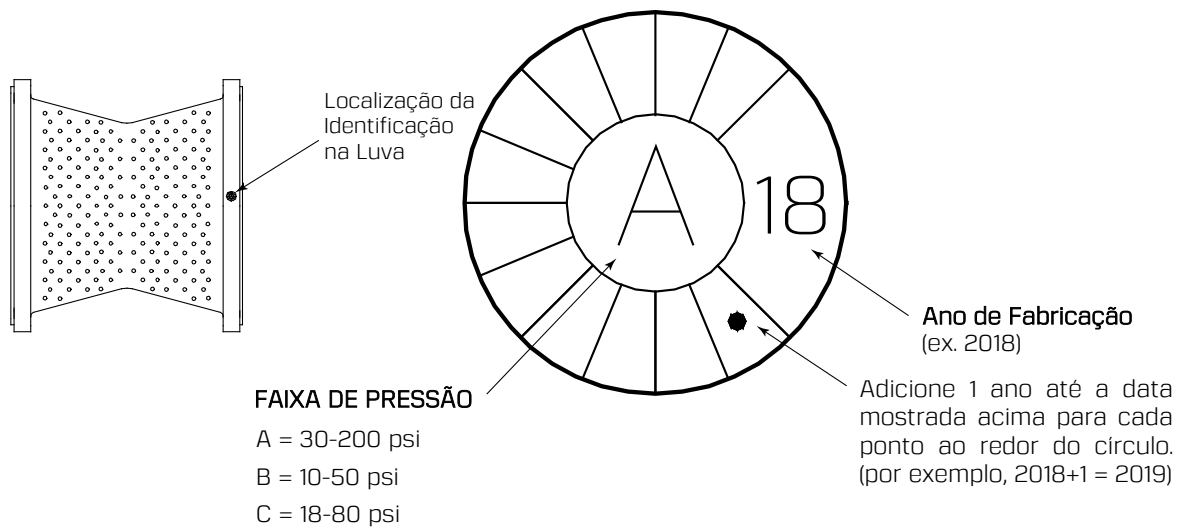 Localização da
Identificação
na Luva
A
18
Ano de Fabricação
(ex. 2018)
FAIXA DE PRESSÃO
A = 30-200 psi
B = 10-50 psi
C = 18-80 psi
Adicione 1 ano até a data
mostrada acima para cada
ponto ao redor do círculo.
(por exemplo, 2018+1 = 2019)